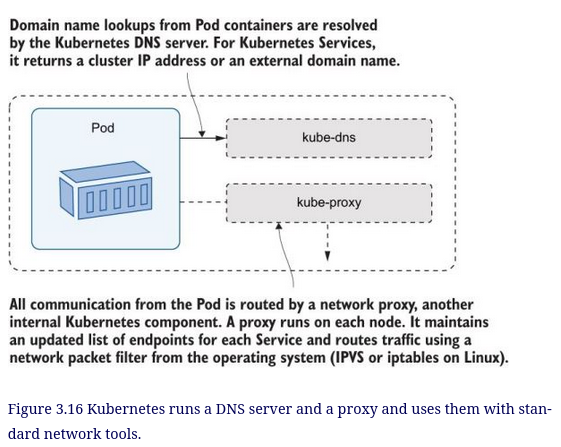 Domain name lookups from Pod containers are resolved
by the Kubernetes DNS server. For Kubernetes Services,
it returns a cluster IP address or an external domain name.
Pod
kube-dns
kube-proxy
All communication from the Pod is routed by a network proxy, another
internal Kubernetes component. A proxy runs on each node. It maintains
an updated list of endpoints for each Service and routes traffic using a
network packet filter from the operating system (IPVS or iptables on Linux).
Figure 3.16 Kubernetes runs a DNS server and a proxy and uses them with stan-
dard network tools.